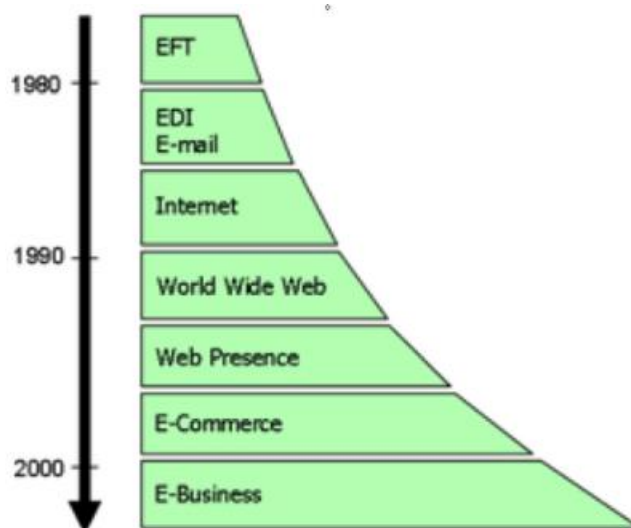 EFT
1980
EDI
E-mail
Internet
1990
World Wide Web
Web Presence
E-Commerce
2000
E-Business